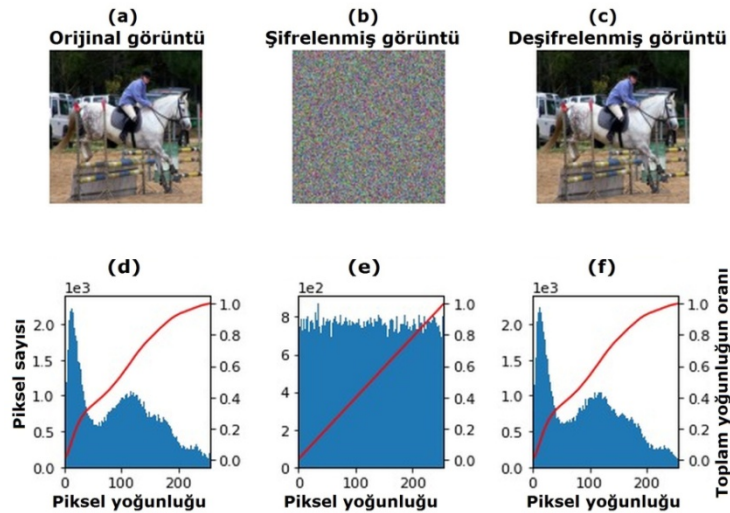 (a)
Orijinal görüntü
(b)
Şifrelenmiş görüntü
(c)
Deşifrelenmiş görüntü
(d)
1e3
Piksel sayısı
2.0
1.5
1.0
0.5
0.0
1.0
0.8
0.6
0.4
0.2
0.0
0 100 200
Piksel yoğunluğu
(e)
1e2
8
6
4
2
0
1.0
0.8
0.6
0.4
0.2
0.0
0 100 200
Piksel yoğunluğu
(f)
1e3
2.0
1.5
1.0
0.5
0.0
1.0
0.8
0.6
0.4
0.2
0.0
Toplam yoğunluğun oranı
0 100 200
Piksel yoğunluğu